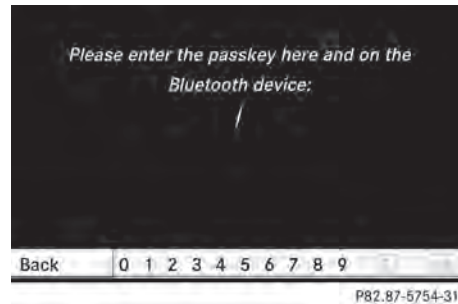 Please enter the passkey here and on the
Bluetooth device:
Back 0 1 2 3 4 5 6 7 8 9
P82.87-5754-31